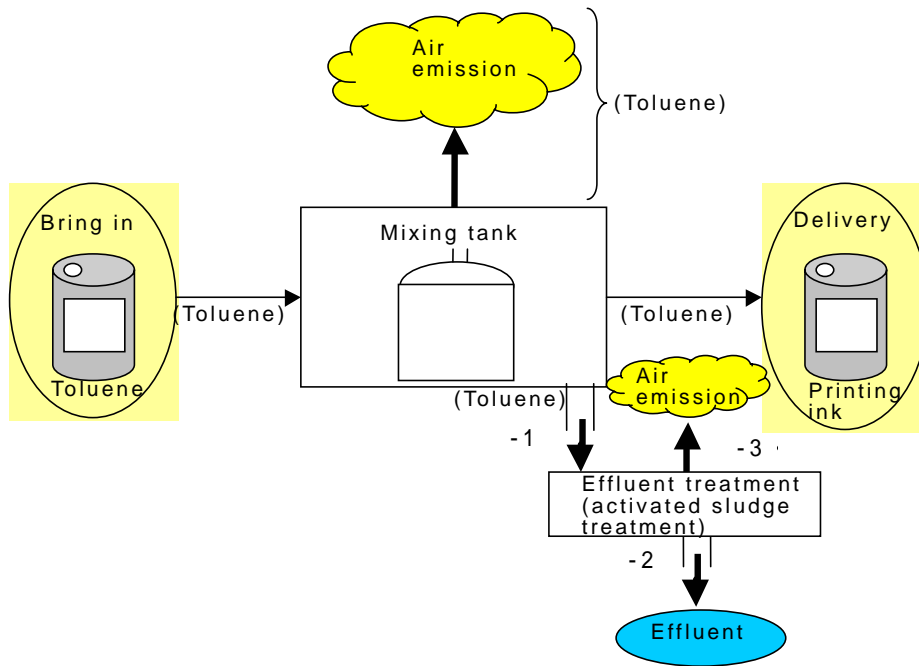 Air
emission
(Toluene)
Bring in
Mixing tank
Delivery
(Toluene)
(Toluene)
Toluene
(Toluene)
Air
emission
Printing
ink
-1
-3
Effluent treatment
(activated sludge
treatment)
-2
Effluent